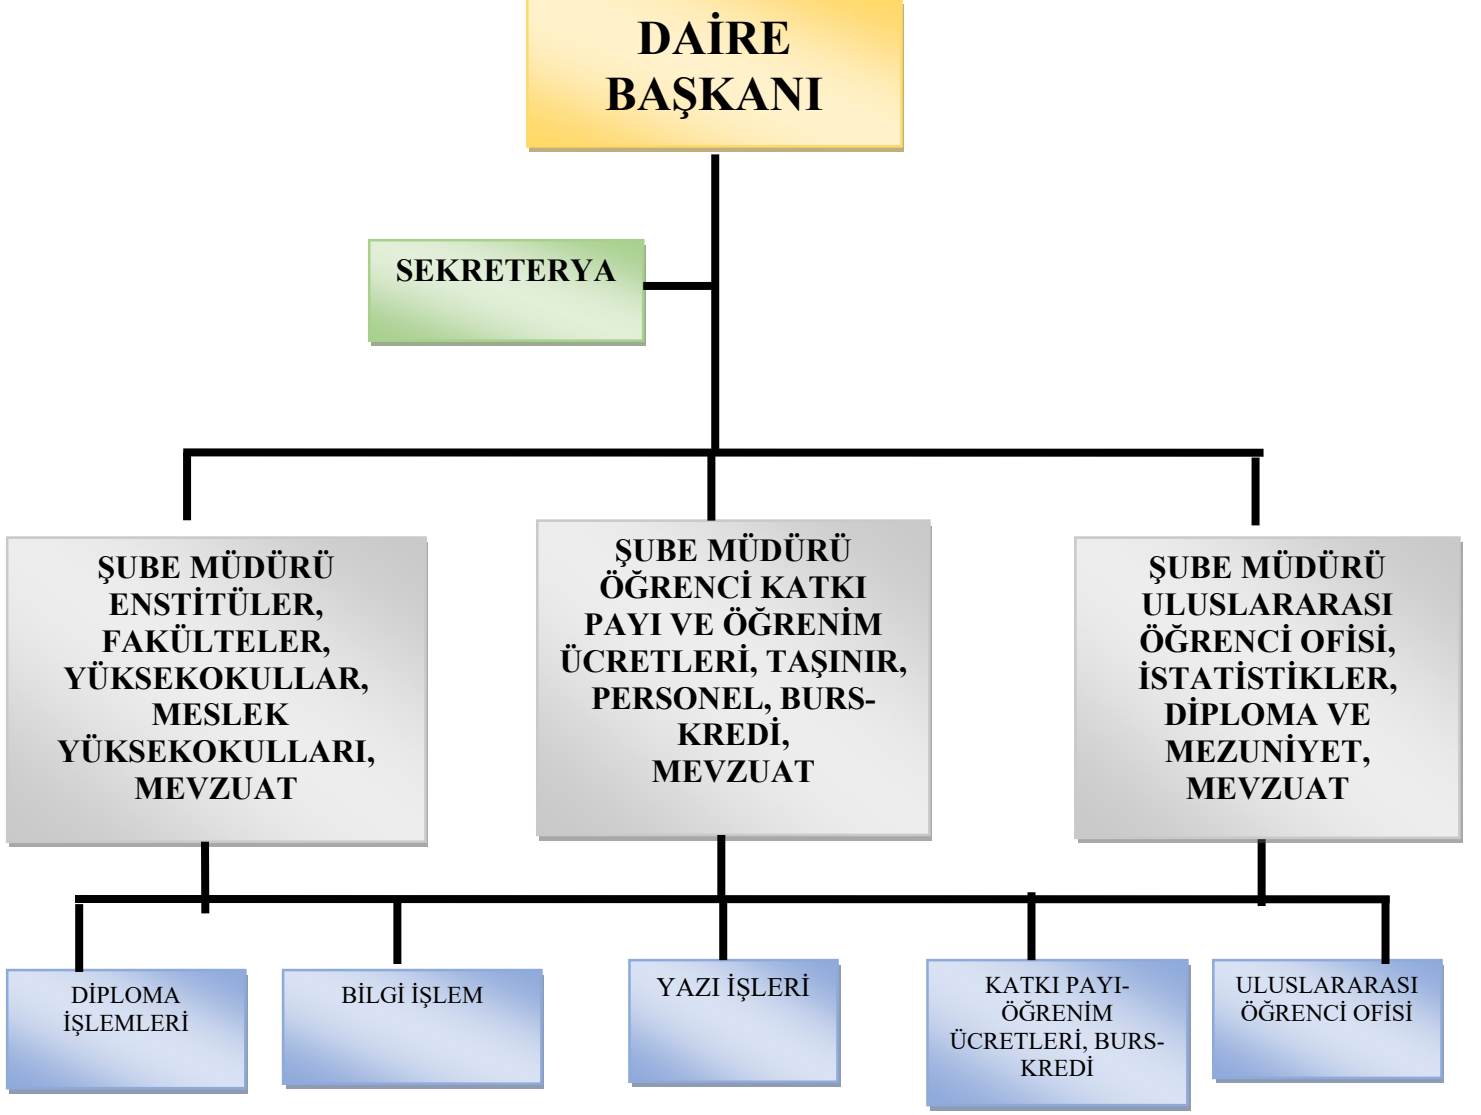 DAİRE
BAŞKANI
SEKRETERYA
ŞUBE MÜDÜRÜ
ENSTİTÜLER,
FAKÜLTELER,
YÜKSEKOKULLAR,
MESLEK
YÜKSEKOKULLARI,
MEVZUAT
ŞUBE MÜDÜRÜ
ÖĞRENCİ KATKI
PAYI VE ÖĞRENİM
ÜCRETLERİ, TAŞINIR,
PERSONEL, BURS-
KREDİ,
MEVZUAT
ŞUBE MÜDÜRÜ
ULUSLARARASI
ÖĞRENCİ OFİSİ,
İSTATİSTİKLER,
DİPLOMA VE
MEZUNİYET,
MEVZUAT
DİPLOMA
İŞLEMLERİ
BİLGİ İŞLEM
YAZI İŞLERİ
KATKI PAYI-
ÖĞRENİM
ÜCRETLERİ, BURS-
KREDİ
ULUSLARARASI
ÖĞRENCİ OFİSİ